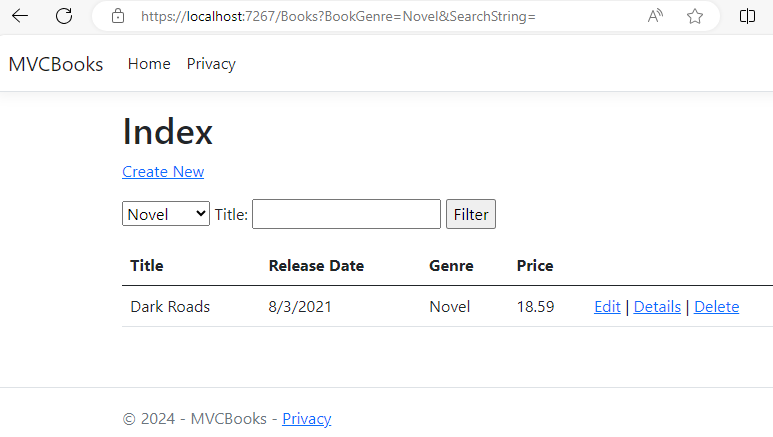 https://localhost:7267/Books?BookGenre=Novel&SearchString=
MVCBooks Home Privacy
Index
Create New
Novel Title: Filter
Title Release Date Genre Price
Dark Roads 8/3/2021 Novel 18.59 Edit | Details | Delete
© 2024 - MVCBooks - Privacy